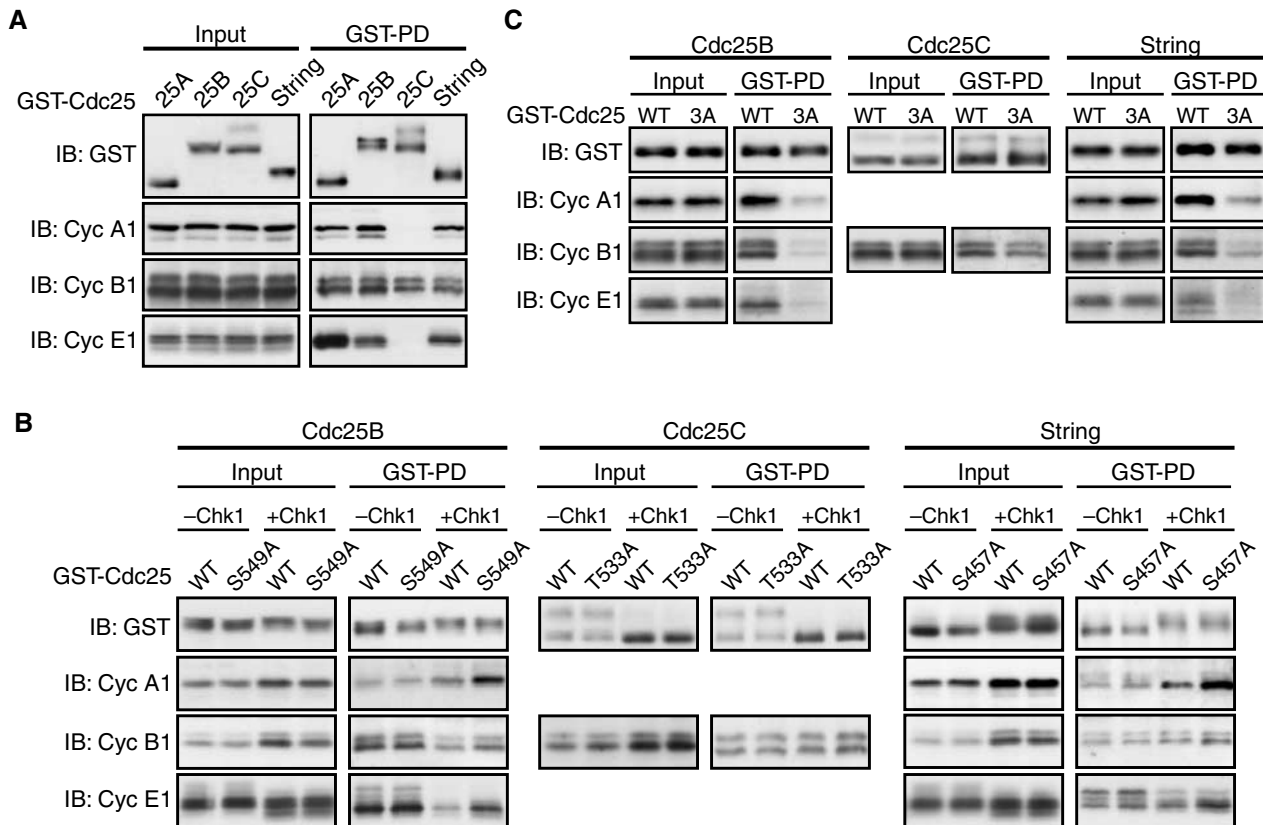 A
Input GST-PD
GST-Cdc25 25A 25B 25C String 25A 25B 25C String
IB: GST
IB: Cyc A1
IB: Cyc B1
IB: Cyc E1
C
Cdc25B Cdc25C String
Input GST-PD Input GST-PD Input GST-PD
GST-Cdc25 WT 3A WT 3A WT 3A WT 3A WT 3A WT 3A
IB: GST
IB: Cyc A1
IB: Cyc B1
IB: Cyc E1
B
Cdc25B Cdc25C String
Input GST-PD Input GST-PD Input GST-PD
–Chk1 +Chk1 –Chk1 +Chk1 –Chk1 +Chk1 –Chk1 +Chk1 –Chk1 +Chk1 –Chk1 +Chk1
GST-Cdc25 WT S549A WT S549A WT S549A WT S549A WT T533A WT T533A WT T533A WT T533A WT S457A WT S457A WT S457A WT S457A
IB: GST
IB: Cyc A1
IB: Cyc B1
IB: Cyc E1